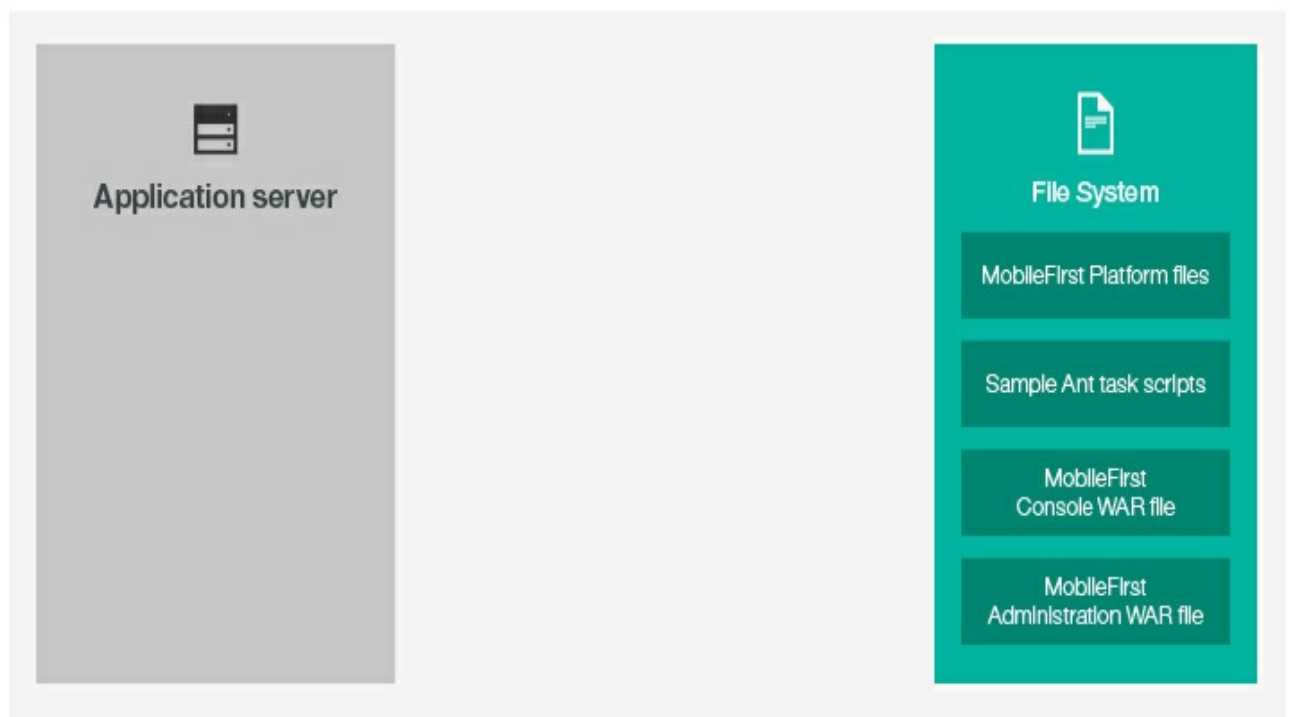 Application server
File System
MobileFirst Platform files
Sample Ant task scripts
MobileFirst
Console WAR file
MobileFirst
Administration WAR file